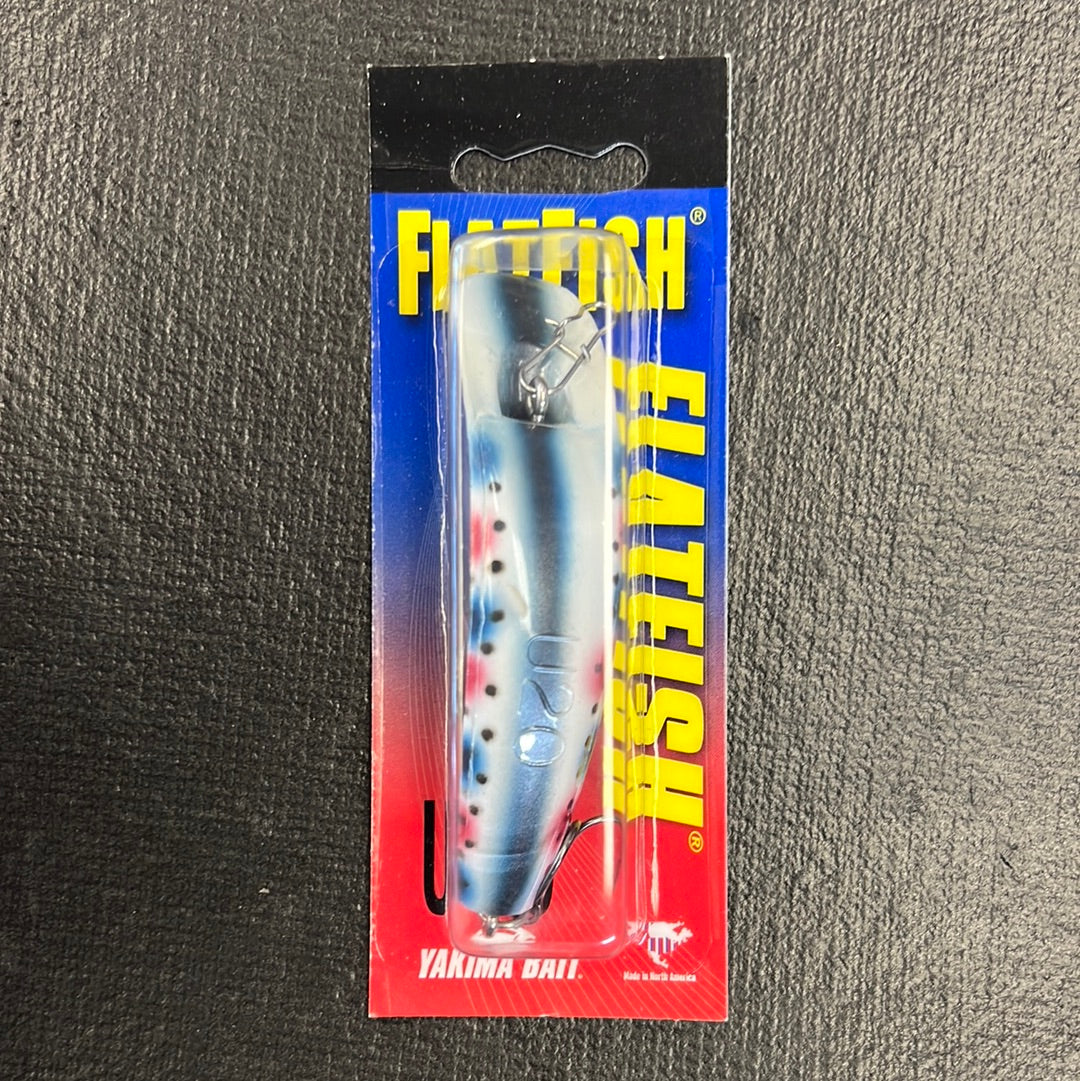 FLATFISH®
FLATFISH®
U20
U
YAKIMA BAIT.
Made in North America